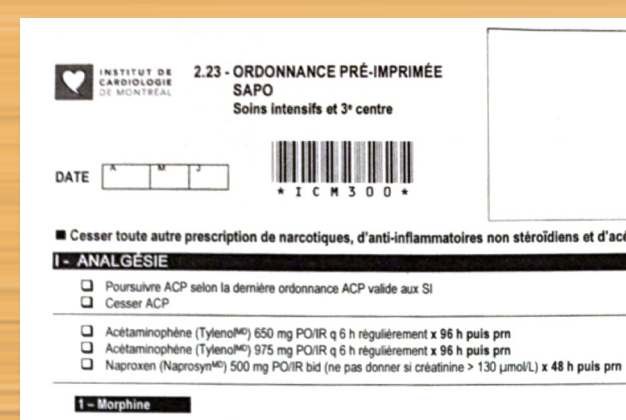 INSTITUT DE
CARDIOLOGIE
DE MONTRÉAL
2.23 - ORDONNANCE PRÉ-IMPRIMÉE
SAPO
Soins intensifs et 3e centre
DATE
A M J
*ICM300*
■ Cesser toute autre prescription de narcotiques, d'anti-inflammatoires non stéroïdiens et d'acé
I - ANALGÉSIE
❑ Poursuivre ACP selon la dernière ordonnance ACP valide aux SI
❑ Cesser ACP
❑ Acétaminophène (Tylenolᴹᴰ) 650 mg PO/IR q 6 h régulièrement x 96 h puis prn
❑ Acétaminophène (Tylenolᴹᴰ) 975 mg PO/IR q 6 h régulièrement x 96 h puis prn
❑ Naproxen (Naprosynᴹᴰ) 500 mg PO/IR bid (ne pas donner si créatinine > 130 µmol/L) x 48 h puis prn
1 – Morphine